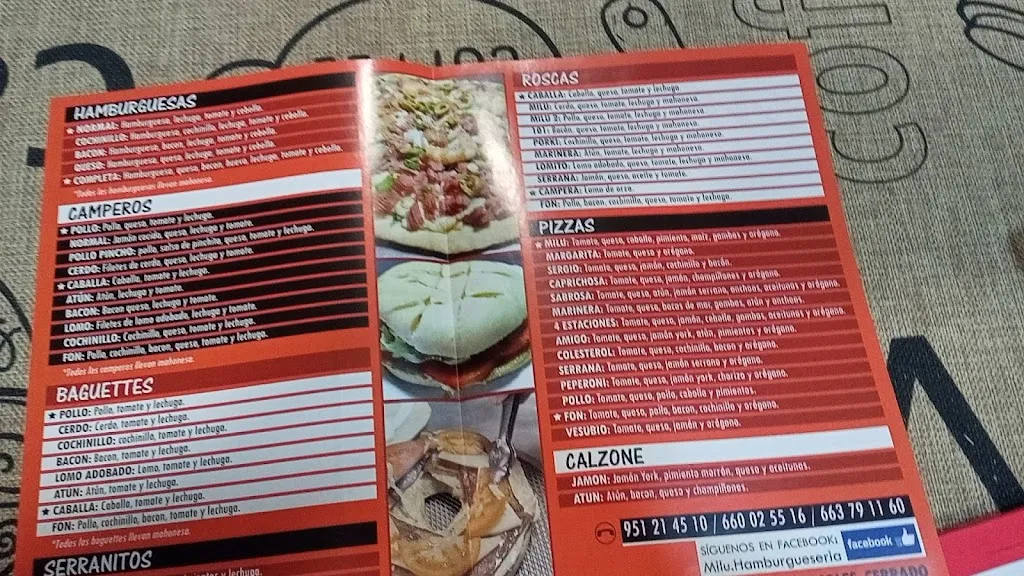 HAMBURGUESAS
★ NORMAL: Hamburguesa, lechuga, tomate y cebolla.
COCHINILLO: Hamburguesa, cochinillo, lechuga, tomate y cebolla.
BACON: Hamburguesa, bacon, lechuga, tomate y cebolla.
QUESO: Hamburguesa, queso, lechuga, tomate y cebolla.
★ COMPLETA: Hamburguesa, queso, bacon, huevo, lechuga, tomate y cebolla.
*Todas las hamburguesas llevan mahonesa.
CAMPEROS
★ POLLO: Pollo, queso, tomate y lechuga.
NORMAL: Jamón cocido, queso, lechuga y tomate.
POLLO PINCHO: pollo, salsa de pinchito, queso, tomate y lechuga.
CERDO: Filetes de cerdo, queso, lechuga y tomate.
★ CABALLA: Caballa, tomate y lechuga.
ATÚN: Atún, lechuga y tomate.
BACON: Bacon queso, lechuga y tomate.
LOMO: Filetes de lomo adobado, lechuga y tomate.
COCHINILLO: Cochinillo, queso, tomate y lechuga.
FON: Pollo, cochinillo, bacon, queso, tomate y lechuga.
*Todos los camperos llevan mahonesa.
BAGUETTES
★ POLLO: Pollo, tomate y lechuga.
CERDO: Cerdo, tomate y lechuga.
COCHINILLO: cochinillo, tomate y lechuga.
BACON: Bacon, tomate y lechuga.
LOMO ADOBADO: Lomo, tomate y lechuga.
ATUN: Atún, tomate y lechuga.
★ CABALLA: Caballa, tomate y lechuga.
FON: Pollo, cochinillo, bacon, tomate y lechuga.
*Todos los baguettes llevan mahonesa.
SERRANITOS
tomate y lechuga.
ROSCAS
★ CABALLA: Caballa, queso, tomate y lechuga
MILU: Cerdo, queso, tomate, lechuga y mahonesa.
MILU 2: Pollo, queso, tomate, lechuga y mahonesa.
101: Bacón, queso, tomate, lechuga y mahonesa.
PORKI: Cochinillo, queso, tomate, lechuga y mahonesa.
MARINERA: Atún, tomate, lechuga y mahonesa.
LOMITO: Lomo adobado, queso, tomate, lechuga y mahonesa.
SERRANA: Jamón, queso, aceite y tomate.
★ CAMPERA: Lomo de orza.
FON: Pollo, bacon, cochinillo, queso, tomate y lechuga.
PIZZAS
★ MILU: Tomate, queso, cebolla, pimiento, maiz, gambas y orégano.
MARGARITA: Tomate, queso y orégano.
SERGIO: Tomate, queso, jamón, cochinillo y bacón.
CAPRICHOSA: Tomate, queso, jamón, champiñones y orégano.
SABROSA: Tomate, queso, atún, jamón serrano, anchoas, aceitunas y orégano.
MARINERA: Tomate, queso, bocas de mar, gambas, atún y anchoas.
4 ESTACIONES: Tomate, queso, jamón, cebolla, gambas, aceitunas y orégano.
AMIGO: Tomate, queso, jamón york, atún, pimientos y orégano.
COLESTEROL: Tomate, queso, cochinillo, bacon y orégano.
SERRANA: Tomate, queso, jamón serrano y orégano.
PEPERONI: Tomate, queso, jamón york, chorizo y orégano.
POLLO: Tomate, queso, pollo, cebolla y pimientos.
★ FON: Tomate, queso, pollo, bacon, cochinillo y orégano.
VESUBIO: Tomate, queso, jamón y orégano.
CALZONE
JAMON: Jamón York, pimiento morrón, queso y aceitunas.
ATUN: Atún, bacon, queso y champiñones.
951 21 45 10 / 660 02 55 16 / 663 79 11 60
SÍGUENOS EN FACEBOOK:
Milu.Hamburgueseria
facebook
CERRADO